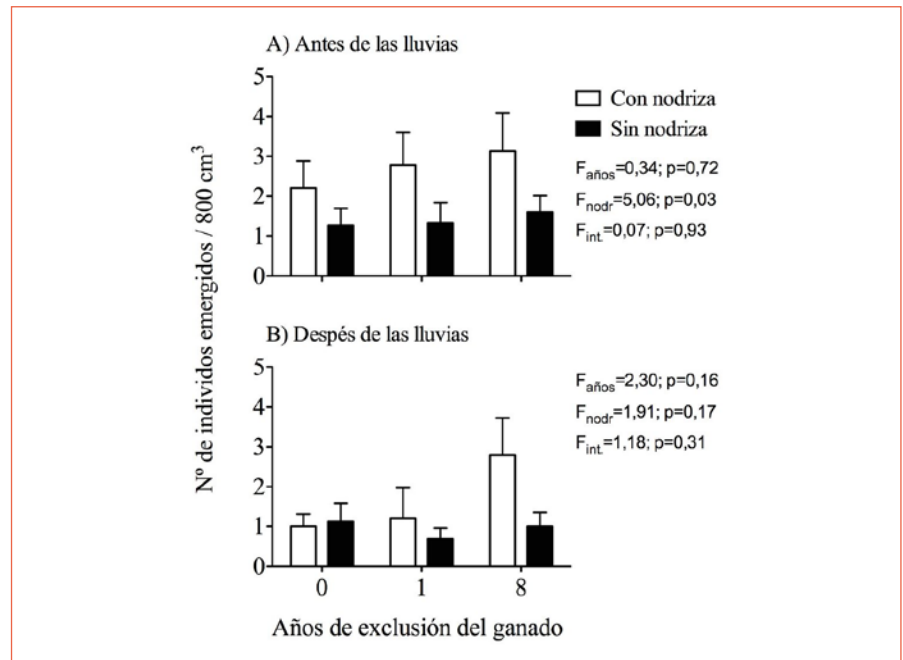 A) Antes de las lluvias
5
4
3
2
1
0
Con nodriza
Sin nodriza
Faños=0,34; p=0,72
Fnodr=5,06; p=0,03
Fint.=0,07; p=0,93
Nº de individos emergidos / 800 cm³
B) Despés de las lluvias
5
4
3
2
1
0
Faños=2,30; p=0,16
Fnodr=1,91; p=0,17
Fint.=1,18; p=0,31
0 1 8
Años de exclusión del ganado